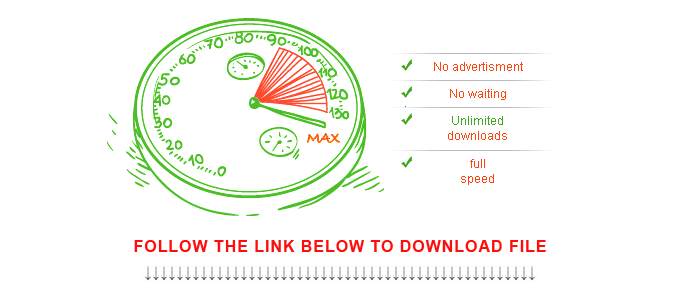 0
10
20
30
40
50
60
70
80
90
100
110
120
130
MAX
No advertisment
No waiting
Unlimited
downloads
full
speed
FOLLOW THE LINK BELOW TO DOWNLOAD FILE
↓↓↓↓↓↓↓↓↓↓↓↓↓↓↓↓↓↓↓↓↓↓↓↓↓↓↓↓↓↓↓↓↓↓↓↓↓↓↓↓↓↓↓↓↓↓↓↓↓